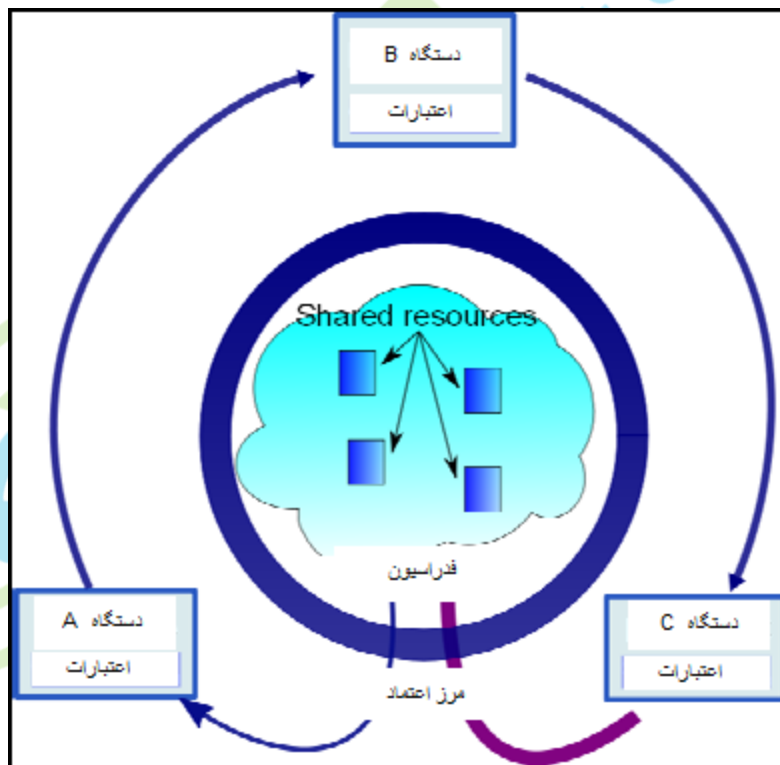 دستگاه B
اعتبارات
Shared resources
فدراسیون
دستگاه A
اعتبارات
دستگاه C
اعتبارات
مرز اعتماد